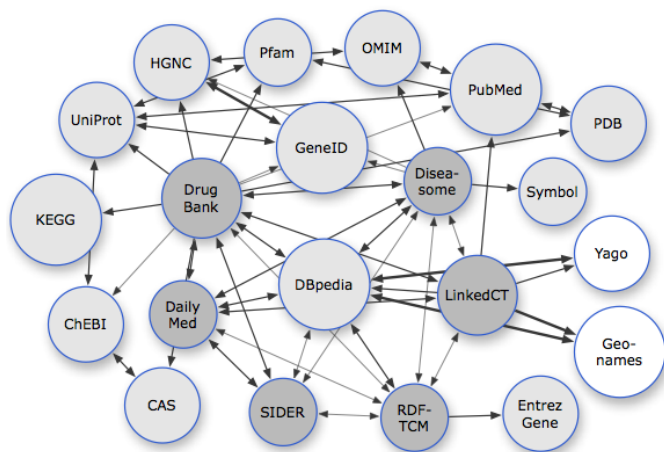 HGNC
Pfam
OMIM
PubMed
UniProt
GeneID
PDB
Drug
Bank
Disea-
some
Symbol
KEGG
Yago
DBpedia
LinkedCT
Daily
Med
ChEBI
Geo-
names
CAS
SIDER
RDF-
TCM
Entrez
Gene